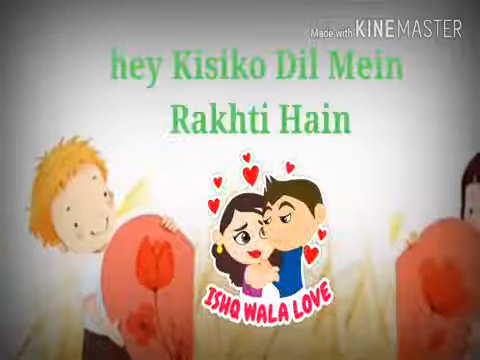 Made with KINEMASTER
hey Kisiko Dil Mein
Rakhti Hain
ISHQ WALA LOVE